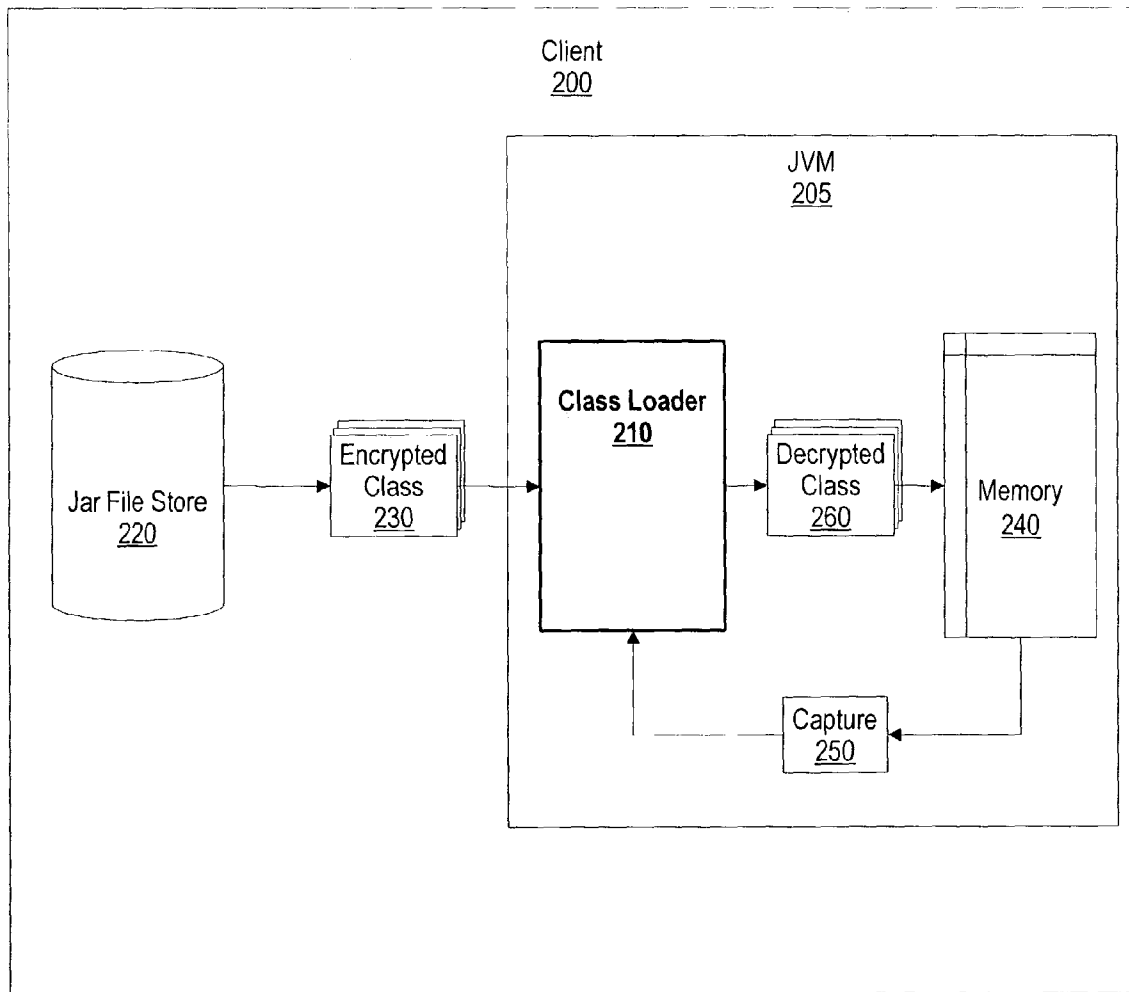 Client
200
JVM
205
Class Loader
210
Encrypted
Class
230
Decrypted
Class
260
Jar File Store
220
Memory
240
Capture
250